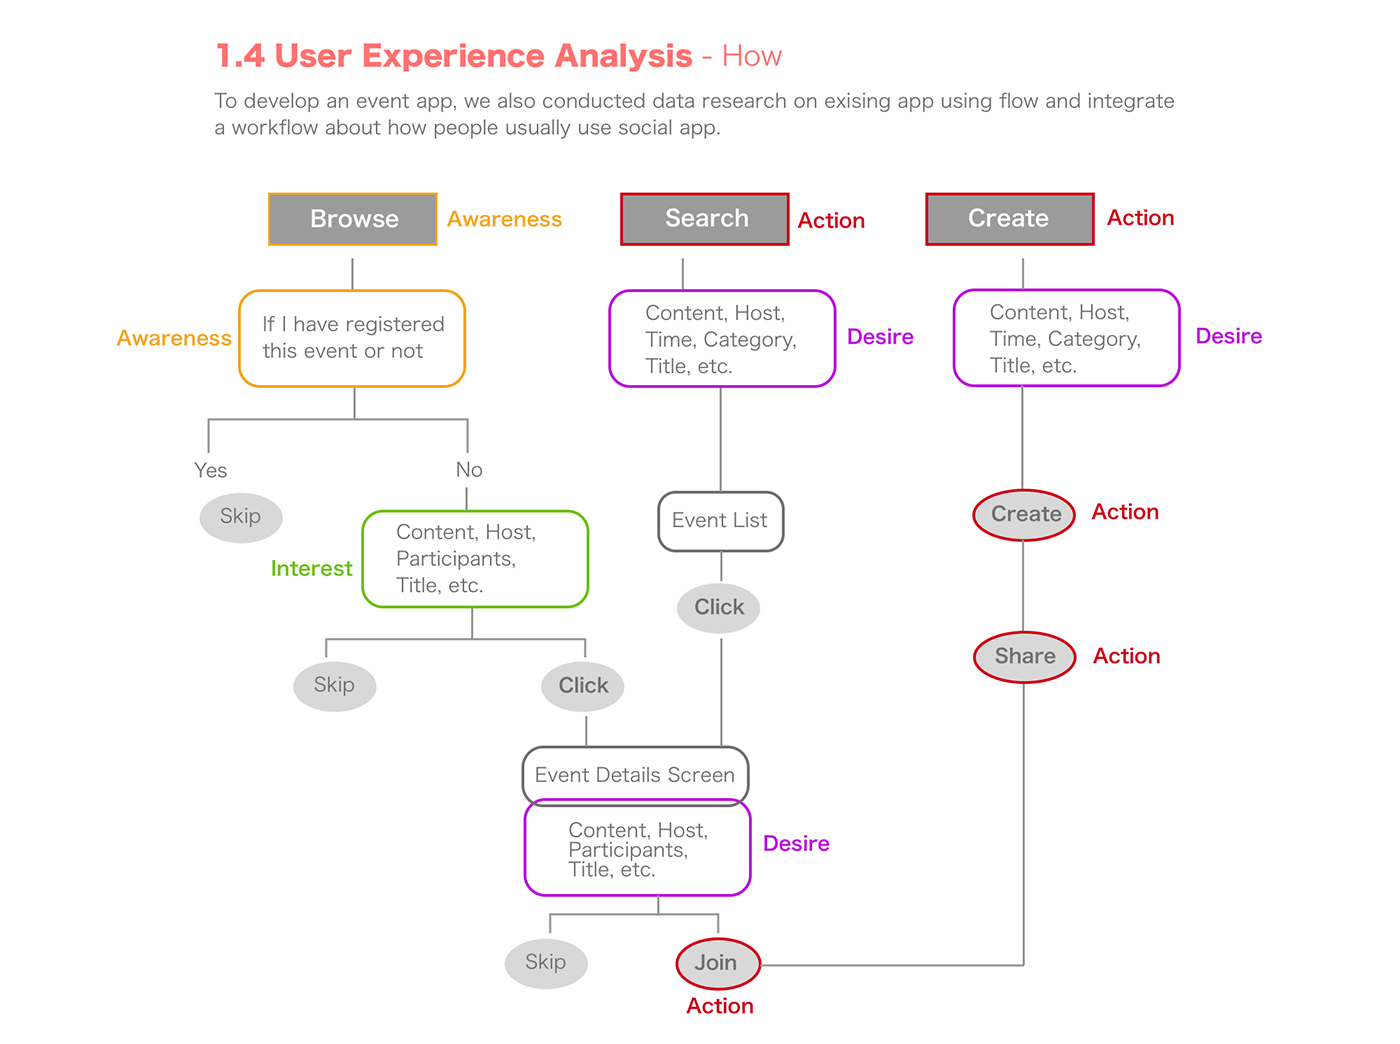 1.4 User Experience Analysis - How
To develop an event app, we also conducted data research on exising app using flow and integrate
a workflow about how people usually use social app.
Browse
Awareness
Search
Action
Create
Action
Awareness
If I have registered
this event or not
Content, Host,
Time, Category,
Title, etc.
Desire
Content, Host,
Time, Category,
Title, etc.
Desire
Yes
No
Skip
Interest
Content, Host,
Participants,
Title, etc.
Event List
Create
Action
Click
Skip
Click
Share
Action
Event Details Screen
Content, Host,
Participants,
Title, etc.
Desire
Skip
Join
Action